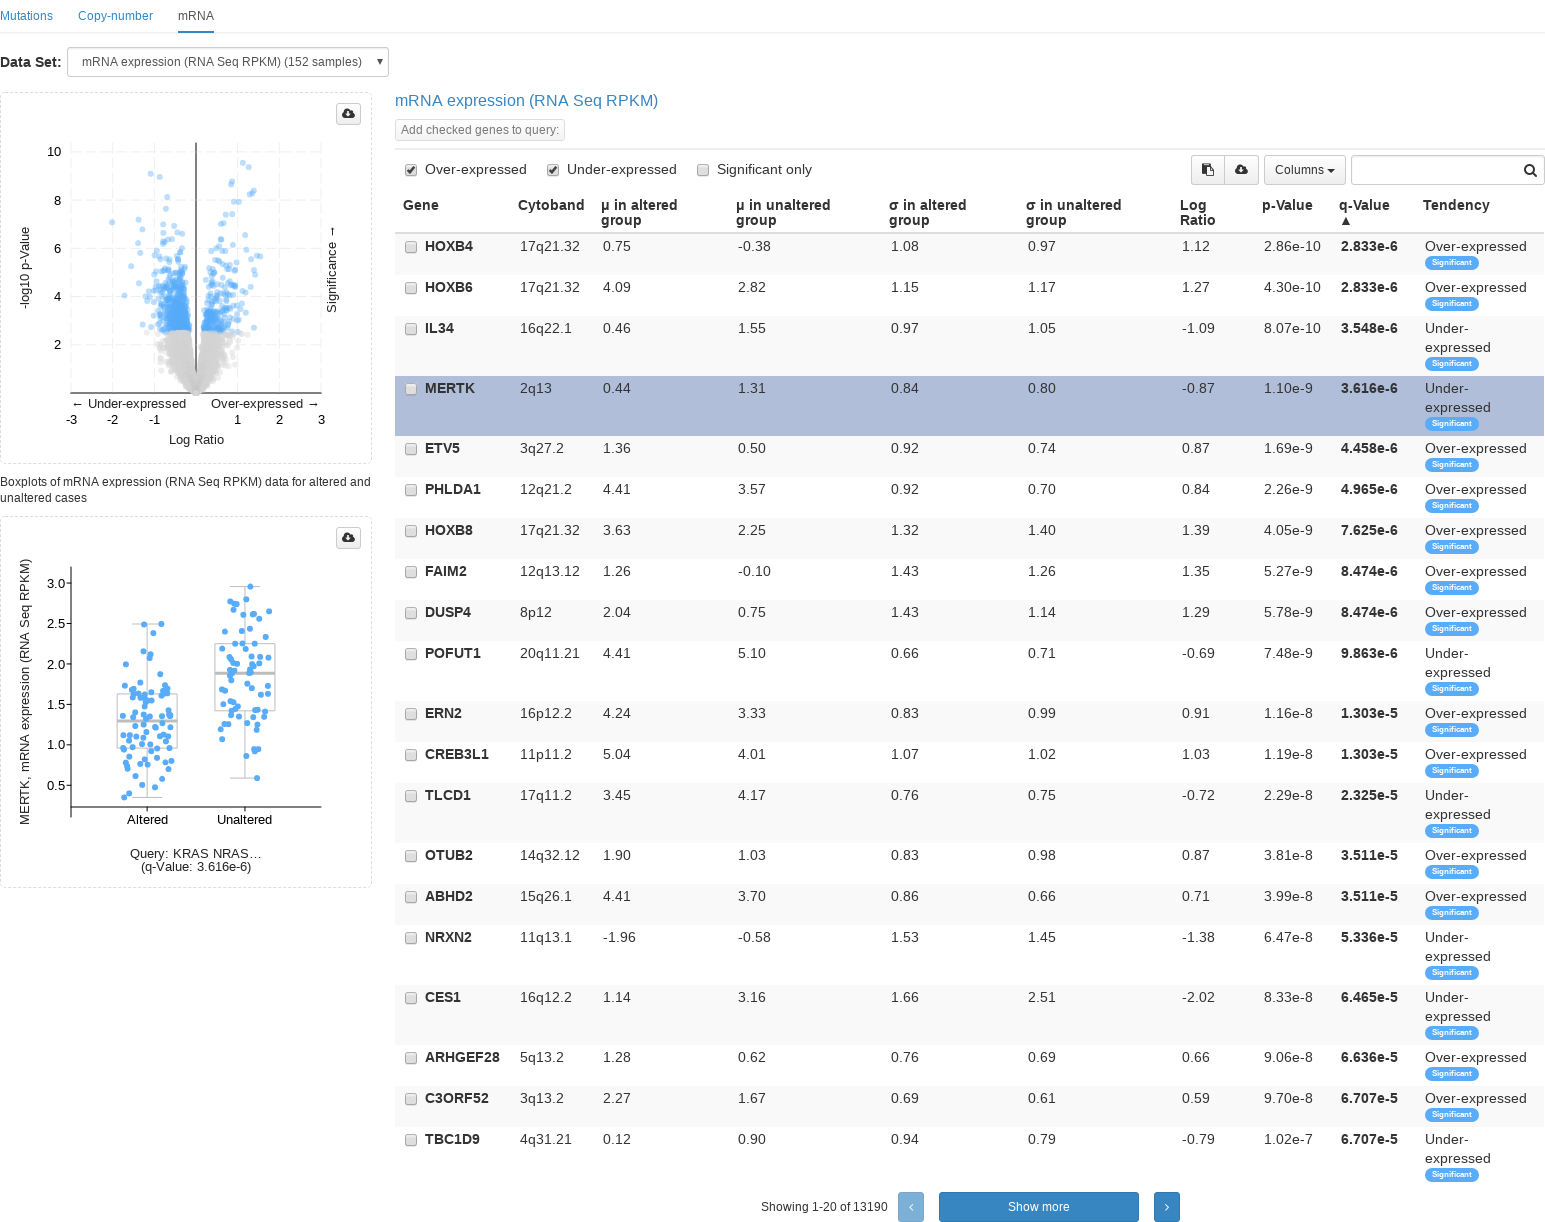 Mutations Copy-number mRNA
Data Set: mRNA expression (RNA Seq RPKM) (152 samples) ▾
10
8
6
4
2
-log10 p-Value
Significance →
← Under-expressed Over-expressed →
-3 -2 -1 1 2 3
Log Ratio
Boxplots of mRNA expression (RNA Seq RPKM) data for altered and
unaltered cases
MERTK, mRNA expression (RNA Seq RPKM)
3.0
2.5
2.0
1.5
1.0
0.5
Altered Unaltered
Query: KRAS NRAS…
(q-Value: 3.616e-6)
mRNA expression (RNA Seq RPKM)
Add checked genes to query:
Over-expressed Under-expressed Significant only Columns
Gene Cytoband μ in altered group μ in unaltered group σ in altered group σ in unaltered group Log Ratio p-Value q-Value ▲ Tendency
HOXB4 17q21.32 0.75 -0.38 1.08 0.97 1.12 2.86e-10 2.833e-6 Over-expressed
Significant
HOXB6 17q21.32 4.09 2.82 1.15 1.17 1.27 4.30e-10 2.833e-6 Over-expressed
Significant
IL34 16q22.1 0.46 1.55 0.97 1.05 -1.09 8.07e-10 3.548e-6 Under-
expressed
Significant
MERTK 2q13 0.44 1.31 0.84 0.80 -0.87 1.10e-9 3.616e-6 Under-
expressed
Significant
ETV5 3q27.2 1.36 0.50 0.92 0.74 0.87 1.69e-9 4.458e-6 Over-expressed
Significant
PHLDA1 12q21.2 4.41 3.57 0.92 0.70 0.84 2.26e-9 4.965e-6 Over-expressed
Significant
HOXB8 17q21.32 3.63 2.25 1.32 1.40 1.39 4.05e-9 7.625e-6 Over-expressed
Significant
FAIM2 12q13.12 1.26 -0.10 1.43 1.26 1.35 5.27e-9 8.474e-6 Over-expressed
Significant
DUSP4 8p12 2.04 0.75 1.43 1.14 1.29 5.78e-9 8.474e-6 Over-expressed
Significant
POFUT1 20q11.21 4.41 5.10 0.66 0.71 -0.69 7.48e-9 9.863e-6 Under-
expressed
Significant
ERN2 16p12.2 4.24 3.33 0.83 0.99 0.91 1.16e-8 1.303e-5 Over-expressed
Significant
CREB3L1 11p11.2 5.04 4.01 1.07 1.02 1.03 1.19e-8 1.303e-5 Over-expressed
Significant
TLCD1 17q11.2 3.45 4.17 0.76 0.75 -0.72 2.29e-8 2.325e-5 Under-
expressed
Significant
OTUB2 14q32.12 1.90 1.03 0.83 0.98 0.87 3.81e-8 3.511e-5 Over-expressed
Significant
ABHD2 15q26.1 4.41 3.70 0.86 0.66 0.71 3.99e-8 3.511e-5 Over-expressed
Significant
NRXN2 11q13.1 -1.96 -0.58 1.53 1.45 -1.38 6.47e-8 5.336e-5 Under-
expressed
Significant
CES1 16q12.2 1.14 3.16 1.66 2.51 -2.02 8.33e-8 6.465e-5 Under-
expressed
Significant
ARHGEF28 5q13.2 1.28 0.62 0.76 0.69 0.66 9.06e-8 6.636e-5 Over-expressed
Significant
C3ORF52 3q13.2 2.27 1.67 0.69 0.61 0.59 9.70e-8 6.707e-5 Over-expressed
Significant
TBC1D9 4q31.21 0.12 0.90 0.94 0.79 -0.79 1.02e-7 6.707e-5 Under-
expressed
Significant
Showing 1-20 of 13190 ‹ Show more ›